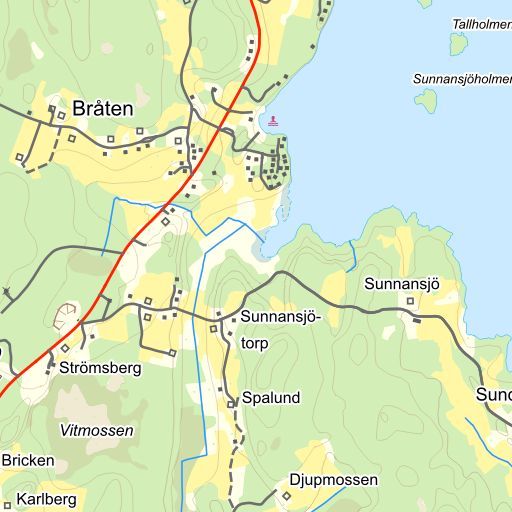 Tallholmen
Sunnansjöholmen
Bråten
Sunnansjö
Sunnansjö-
torp
Strömsberg
Spalund
Vitmossen
Bricken
Djupmossen
Karlberg